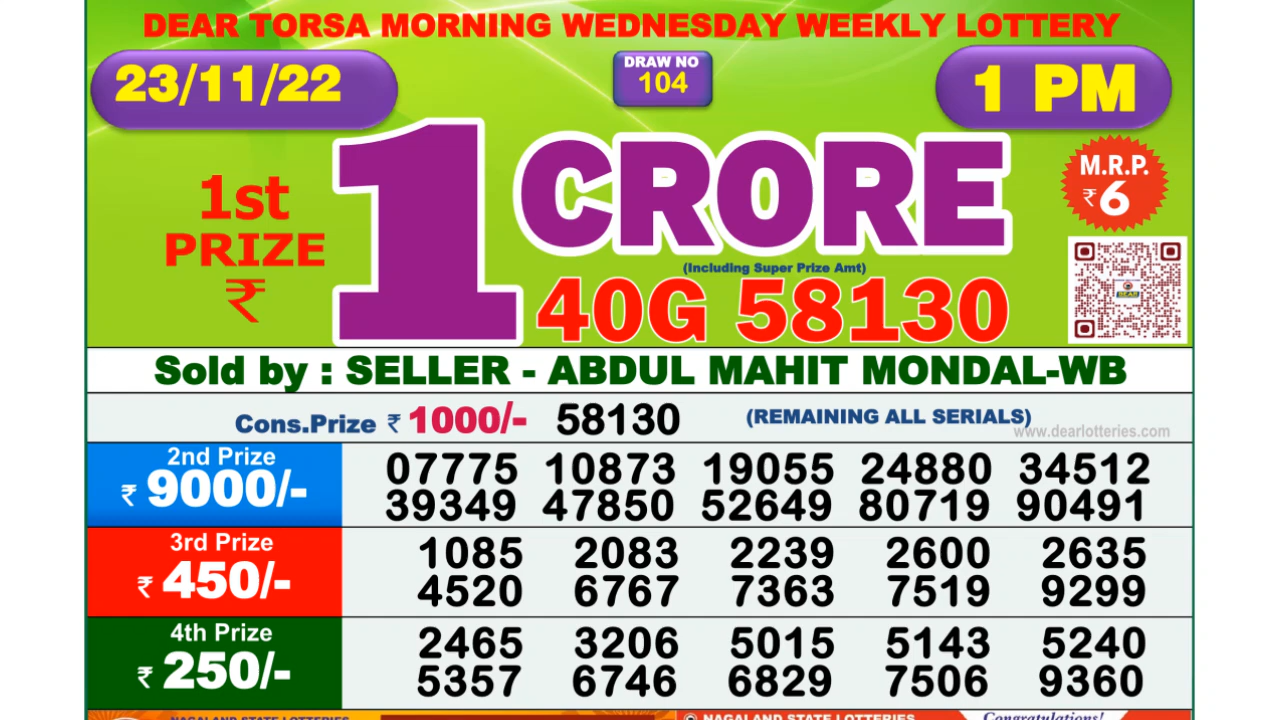 DEAR TORSA MORNING WEDNESDAY WEEKLY LOTTERY
23/11/22
DRAW NO
104
1 PM
1st
PRIZE
₹
1 CRORE
(Including Super Prize Amt)
40G 58130
M.R.P.
₹6
DEAR
Sold by : SELLER - ABDUL MAHIT MONDAL-WB
Cons.Prize ₹ 1000/- 58130 (REMAINING ALL SERIALS)
www.dearlotteries.com
2nd Prize
₹ 9000/-
07775 10873 19055 24880 34512
39349 47850 52649 80719 90491
3rd Prize
₹ 450/-
1085 2083 2239 2600 2635
4520 6767 7363 7519 9299
4th Prize
₹ 250/-
2465 3206 5015 5143 5240
5357 6746 6829 7506 9360
NAGALAND STATE LOTTERIES
NAGALAND STATE LOTTERIES
Congratulations!